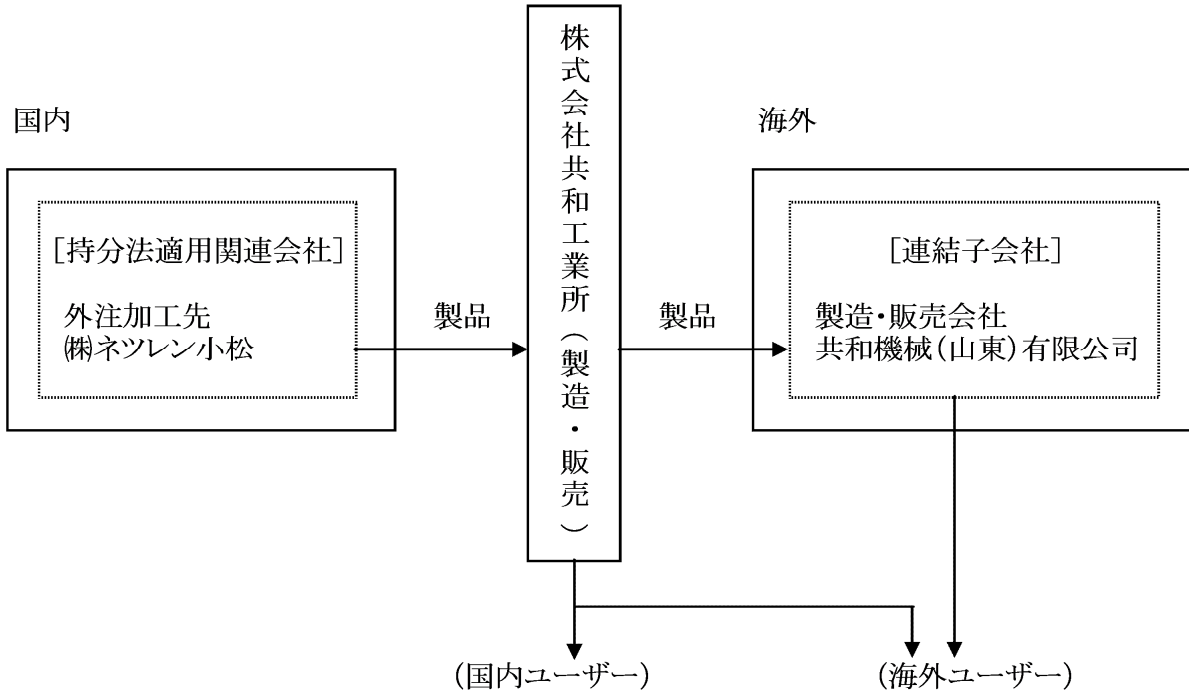 国内
[持分法適用関連会社]
外注加工先
㈱ネツレン小松
製品
株式会社共和工業所(製造・販売)
製品
海外
[連結子会社]
製造・販売会社
共和機械(山東)有限公司
(国内ユーザー)
(海外ユーザー)